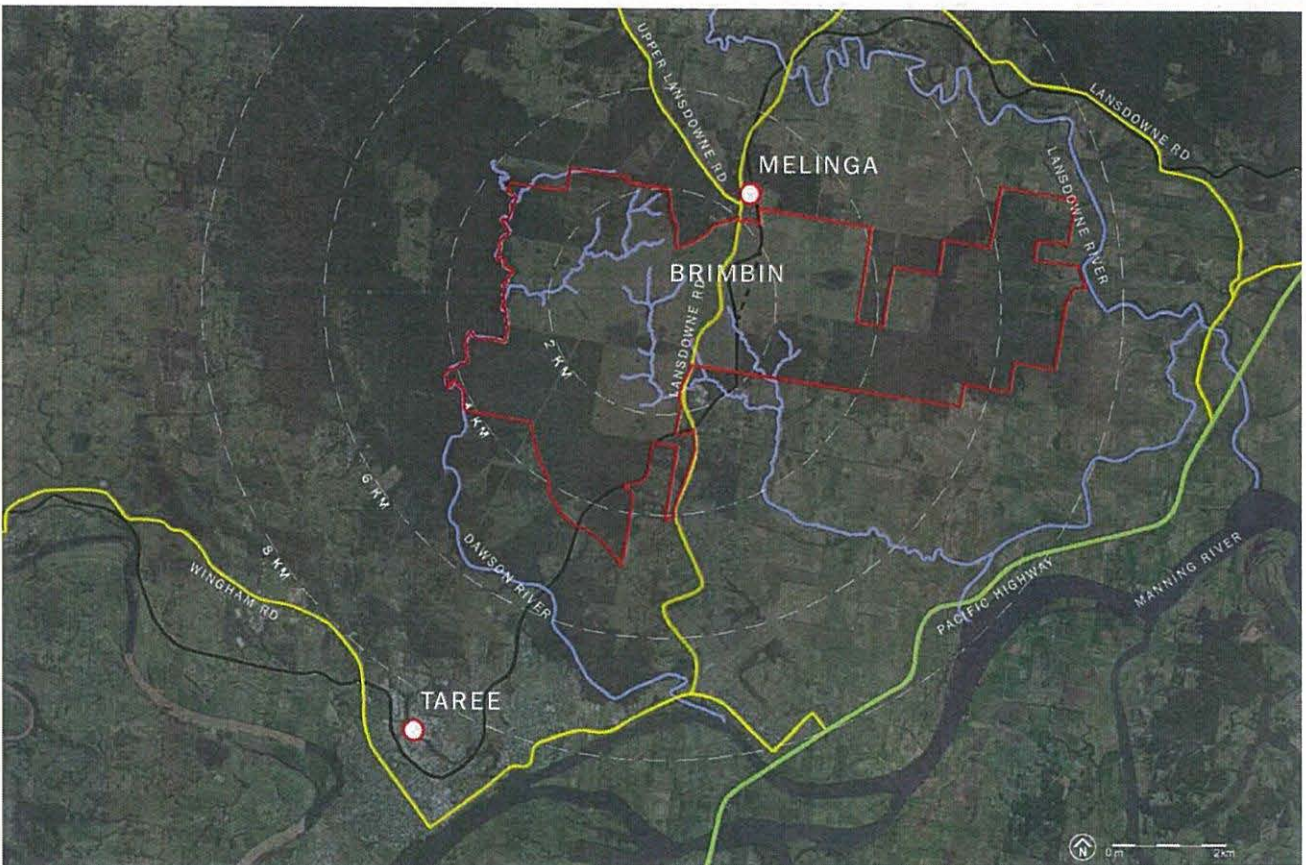 UPPER LANSDOWNE RD
LANSDOWNE RD
MELINGA
LANSDOWNE RIVER
BRIMBIN
LANSDOWNE RD
2 KM
KM
6 KM
8 KM
WINGHAM RD
DAWSON RIVER
PACIFIC HIGHWAY
MANNING RIVER
TAREE
N
0m
2km